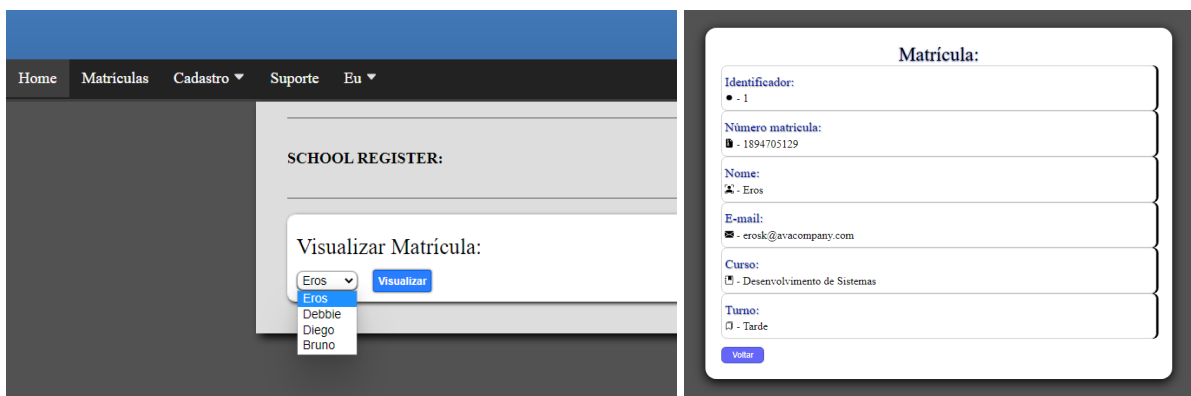 Home Matrículas Cadastro Suporte Eu
SCHOOL REGISTER:
Visualizar Matrícula:
Eros Visualizar
Eros
Debbie
Diego
Bruno
Matrícula:
Identificador:
- 1
Número matrícula:
- 1894705129
Nome:
- Eros
E-mail:
- erosk@avacompany.com
Curso:
- Desenvolvimento de Sistemas
Turno:
- Tarde
Voltar